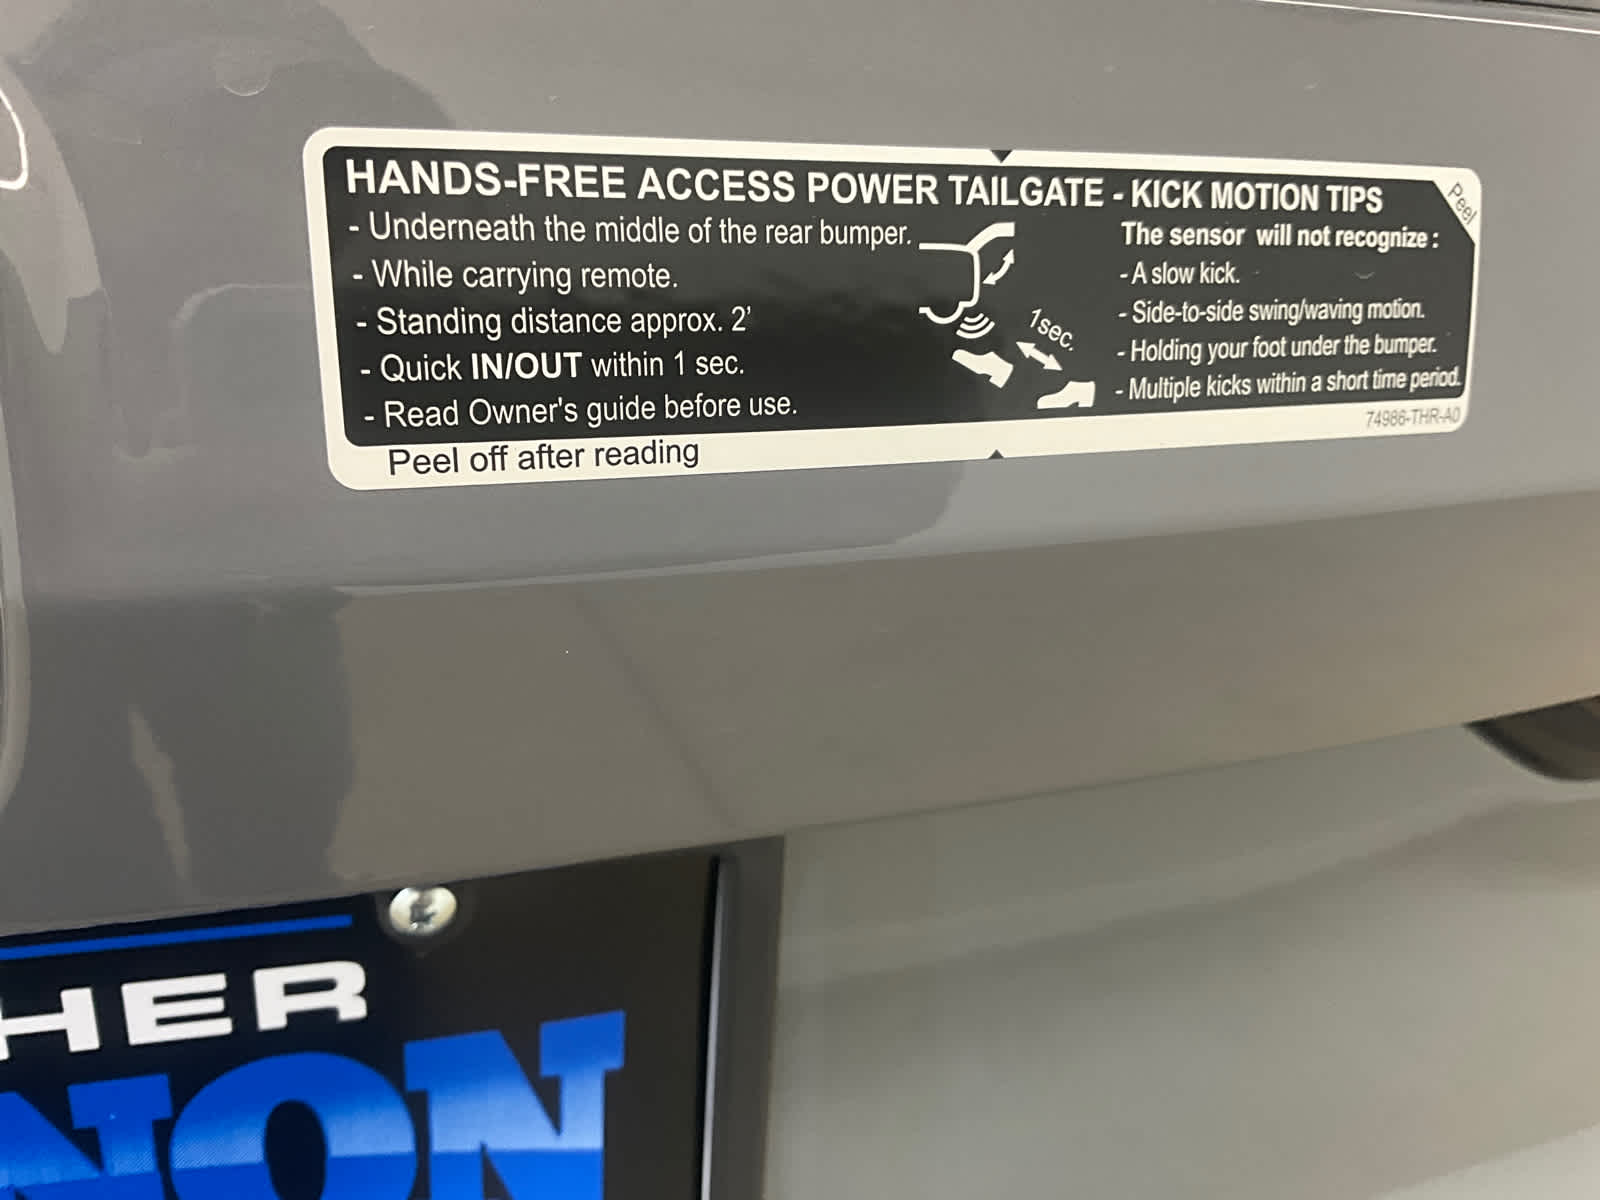 HANDS-FREE ACCESS POWER TAILGATE - KICK MOTION TIPS
- Underneath the middle of the rear bumper.
- While carrying remote.
- Standing distance approx. 2'
- Quick IN/OUT within 1 sec.
- Read Owner's guide before use.
1sec.
The sensor will not recognize :
- A slow kick.
- Side-to-side swing/waving motion.
- Holding your foot under the bumper.
- Multiple kicks within a short time period.
Peel
74986-THR-A0
Peel off after reading
HER
NON